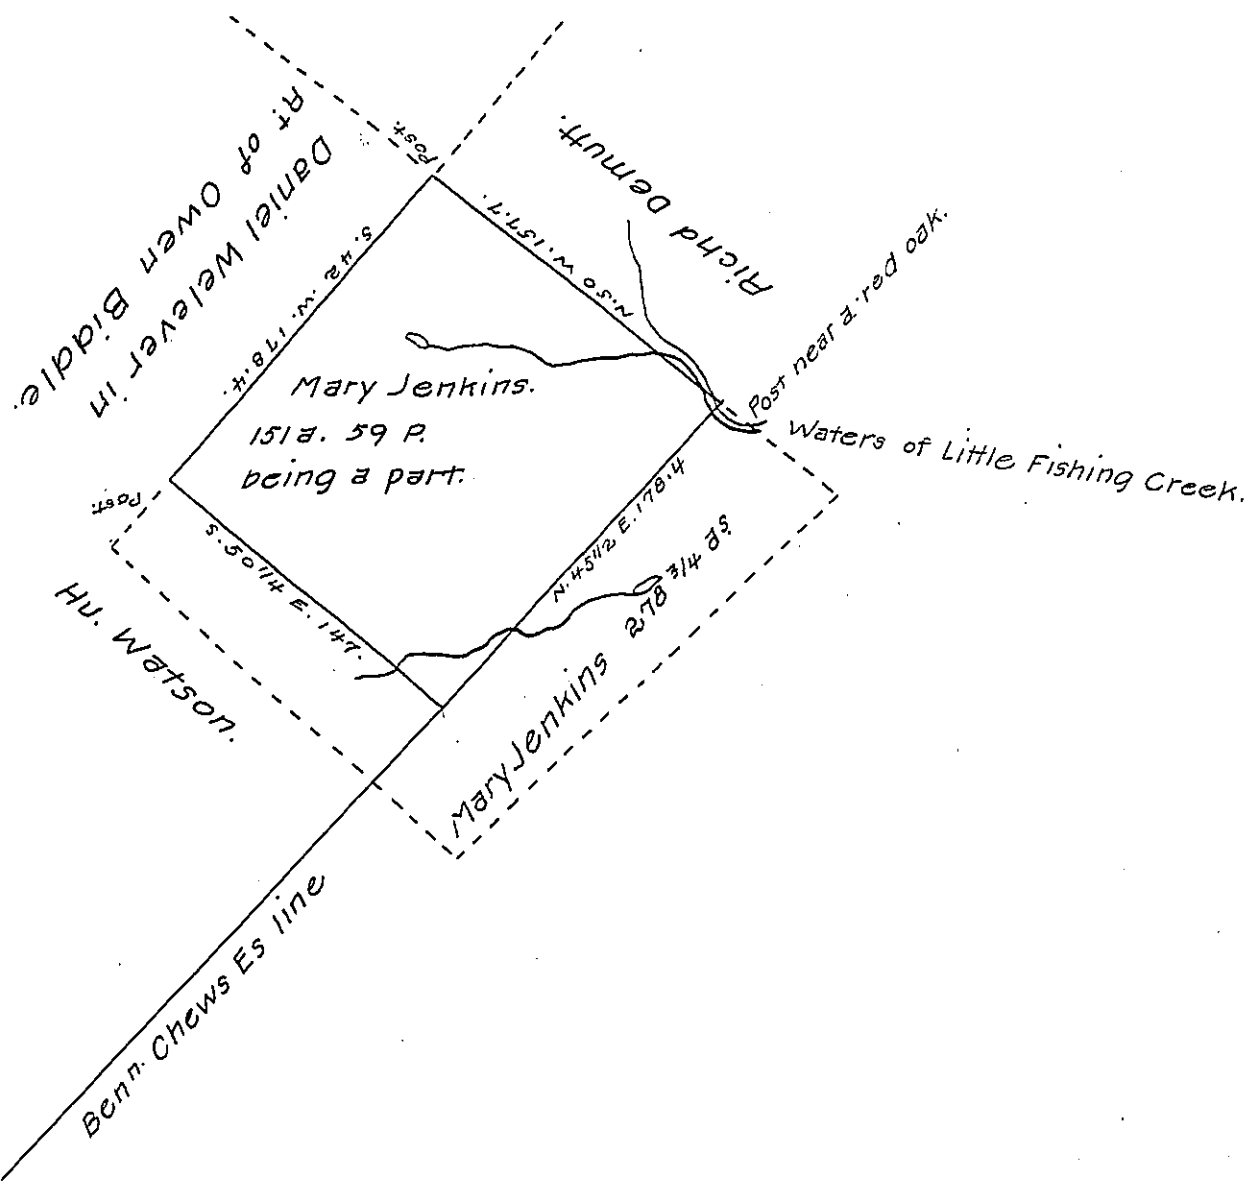 Daniel Welever in
Rt of Owen Biddle.
Post.
Richd Demutt.
N. 50 W. 157.7.
S. 42. W. 178.4.
Mary Jenkins.
151 a. 59 P.
being a part.
Post near a red oak.
Waters of Little Fishing Creek.
Post.
S. 50 1/4 E. 147.
N. 45 1/2 E. 178.4
Hu. Watson.
Mary Jenkins 278 3/4 as.
Benn. Chews Es line